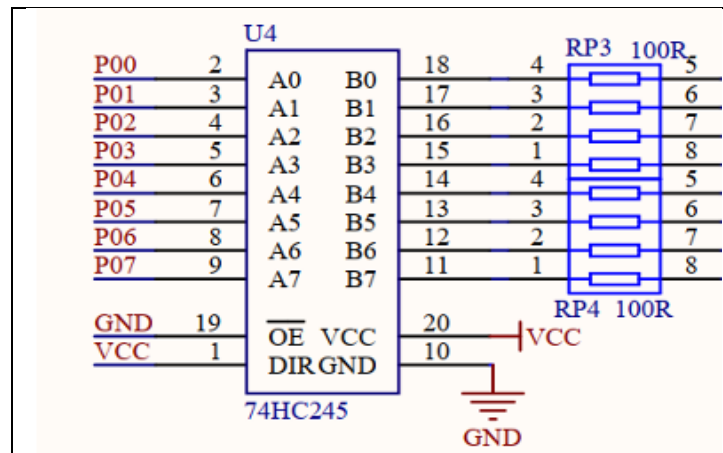 U4
RP3 100R
P00 2 A0 B0 18 4 5
P01 3 A1 B1 17 3 6
P02 4 A2 B2 16 2 7
P03 5 A3 B3 15 1 8
P04 6 A4 B4 14 4 5
P05 7 A5 B5 13 3 6
P06 8 A6 B6 12 2 7
P07 9 A7 B7 11 1 8
RP4 100R
GND 19 OE VCC 20 VCC
VCC 1 DIR GND 10
74HC245
GND